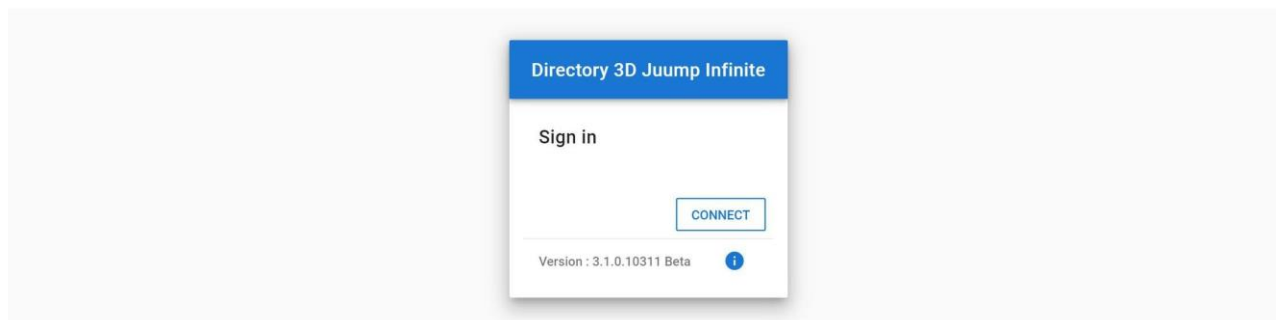 Directory 3D Juump Infinite
Sign in
CONNECT
Version : 3.1.0.10311 Beta